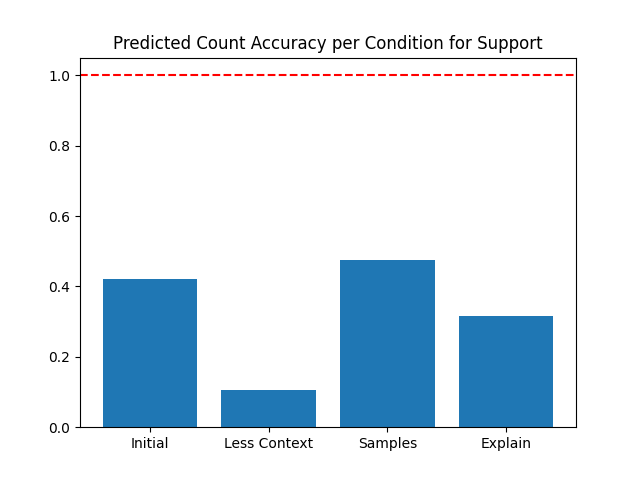 Predicted Count Accuracy per Condition for Support
1.0
0.8
0.6
0.4
0.2
0.0
Initial
Less Context
Samples
Explain